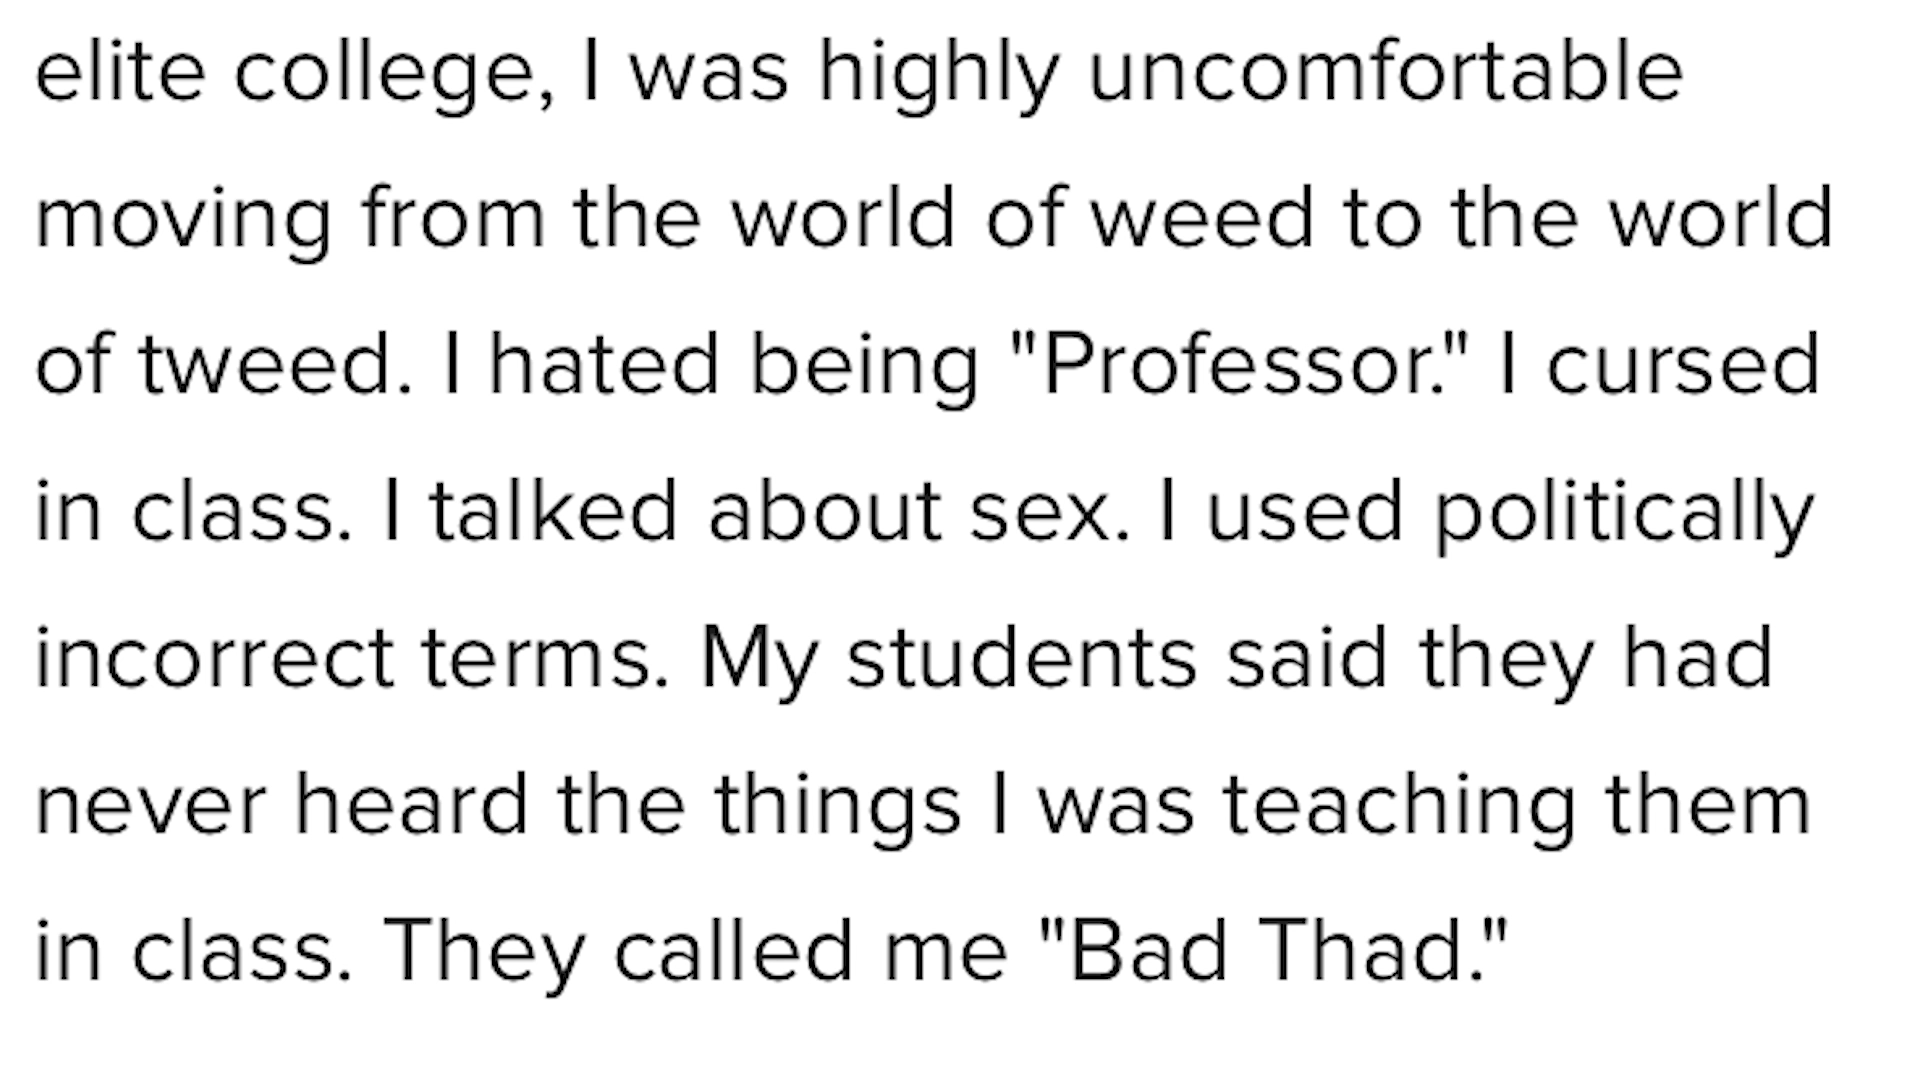 elite college, I was highly uncomfortable
moving from the world of weed to the world
of tweed. I hated being "Professor." I cursed
in class. I talked about sex. I used politically
incorrect terms. My students said they had
never heard the things I was teaching them
in class. They called me "Bad Thad."